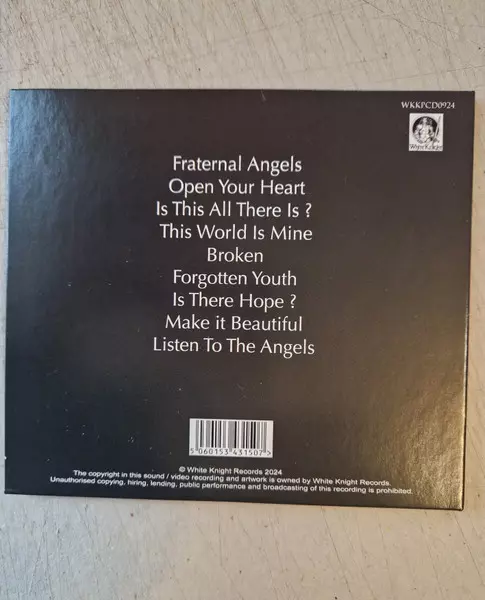 WKKPCD0924
White Knight
Fraternal Angels
Open Your Heart
Is This All There Is ?
This World Is Mine
Broken
Forgotten Youth
Is There Hope ?
Make it Beautiful
Listen To The Angels
5 060153 431507 >
© White Knight Records 2024
The copyright in this sound / video recording and artwork is owned by White Knight Records.
Unauthorised copying, hiring, lending, public performance and broadcasting of this recording is prohibited.